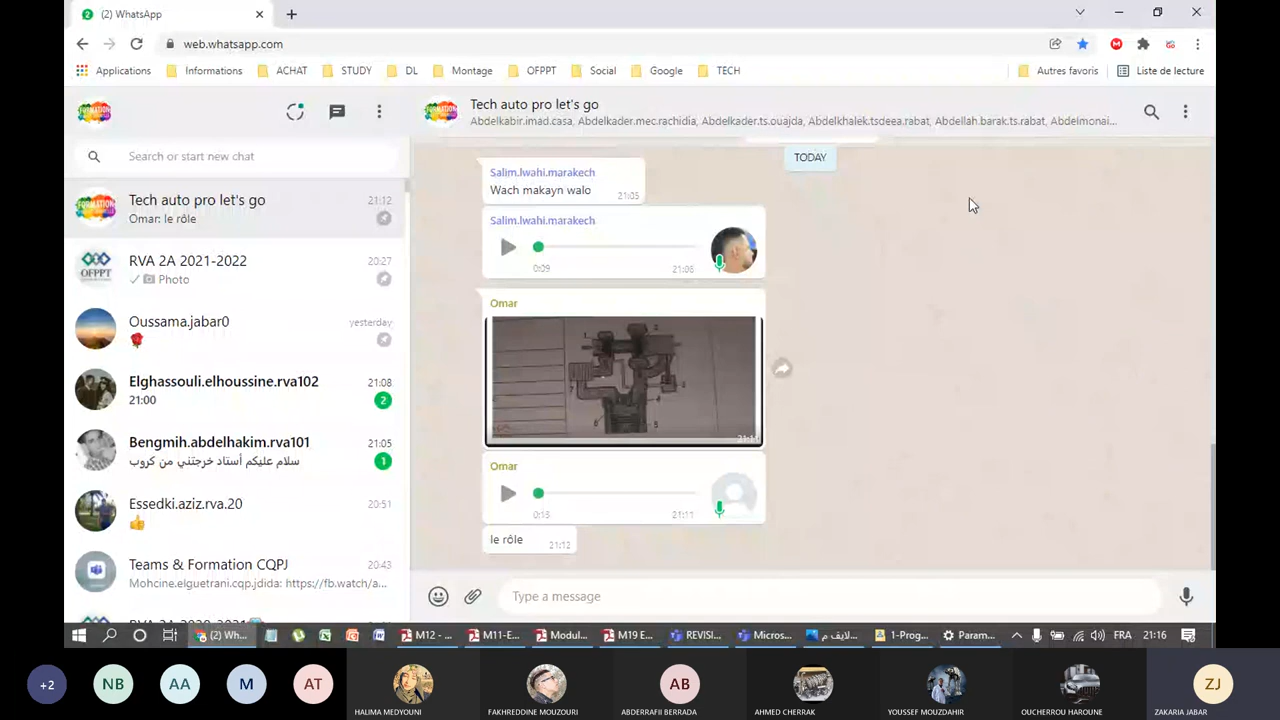 2
(2) WhatsApp
web.whatsapp.com
Applications
Informations
ACHAT
STUDY
DL
Montage
OFPPT
Social
Google
TECH
Autres favoris
Liste de lecture
Tech auto pro let's go
Abdelkabir.imad.casa, Abdelkader.mec.rachidia, Abdelkader.ts.ouajda, Abdelkhalek.tsdeea.rabat, Abdellah.barak.ts.rabat, Abdelmonai...
Search or start new chat
Tech auto pro let's go
21:12
Omar: le rôle
RVA 2A 2021-2022
20:27
Photo
OFPPT
Oussama.jabar0
yesterday
Elghassouli.elhoussine.rva102
21:08
21:00
2
Bengmih.abdelhakim.rva101
21:05
سلام عليكم أستاد خرجتني من كروب
1
Essedki.aziz.rva.20
20:51
Teams & Formation CQPJ
20:43
Mohcine.elguetrani.cqp.jdida: https://fb.watch/a...
TODAY
Salim.lwahi.marakech
Wach makayn walo
21:05
Salim.lwahi.marakech
0:09
21:06
Omar
Omar
0:13
21:11
le rôle
21:12
Type a message
(2) Wh...
M12 - ...
M11-E...
Modul...
M19 E...
REVISI...
Micros...
لايف م...
1-Prog...
Param...
FRA
21:16
+2
NB
AA
M
AT
HALIMA MEDYOUNI
FAKHREDDINE MOUZOURI
AB
ABDERRAFII BERRADA
AHMED CHERRAK
YOUSSEF MOUZDAHIR
OUCHERROU HAROUNE
ZJ
ZAKARIA JABAR